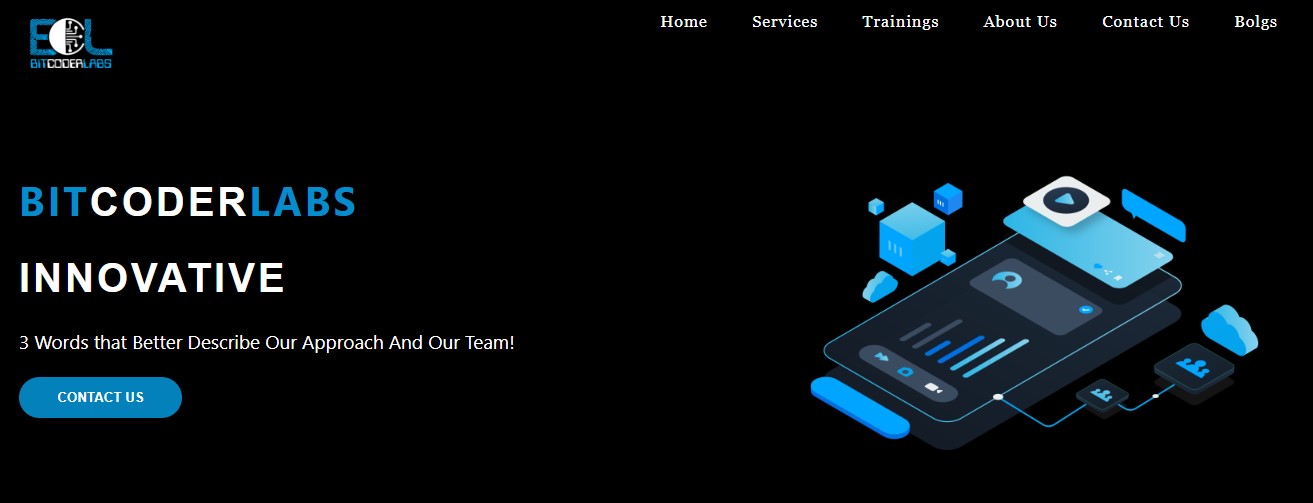 BITCODERLABS
Home Services Trainings About Us Contact Us Bolgs
BITCODERLABS
INNOVATIVE
3 Words that Better Describe Our Approach And Our Team!
CONTACT US